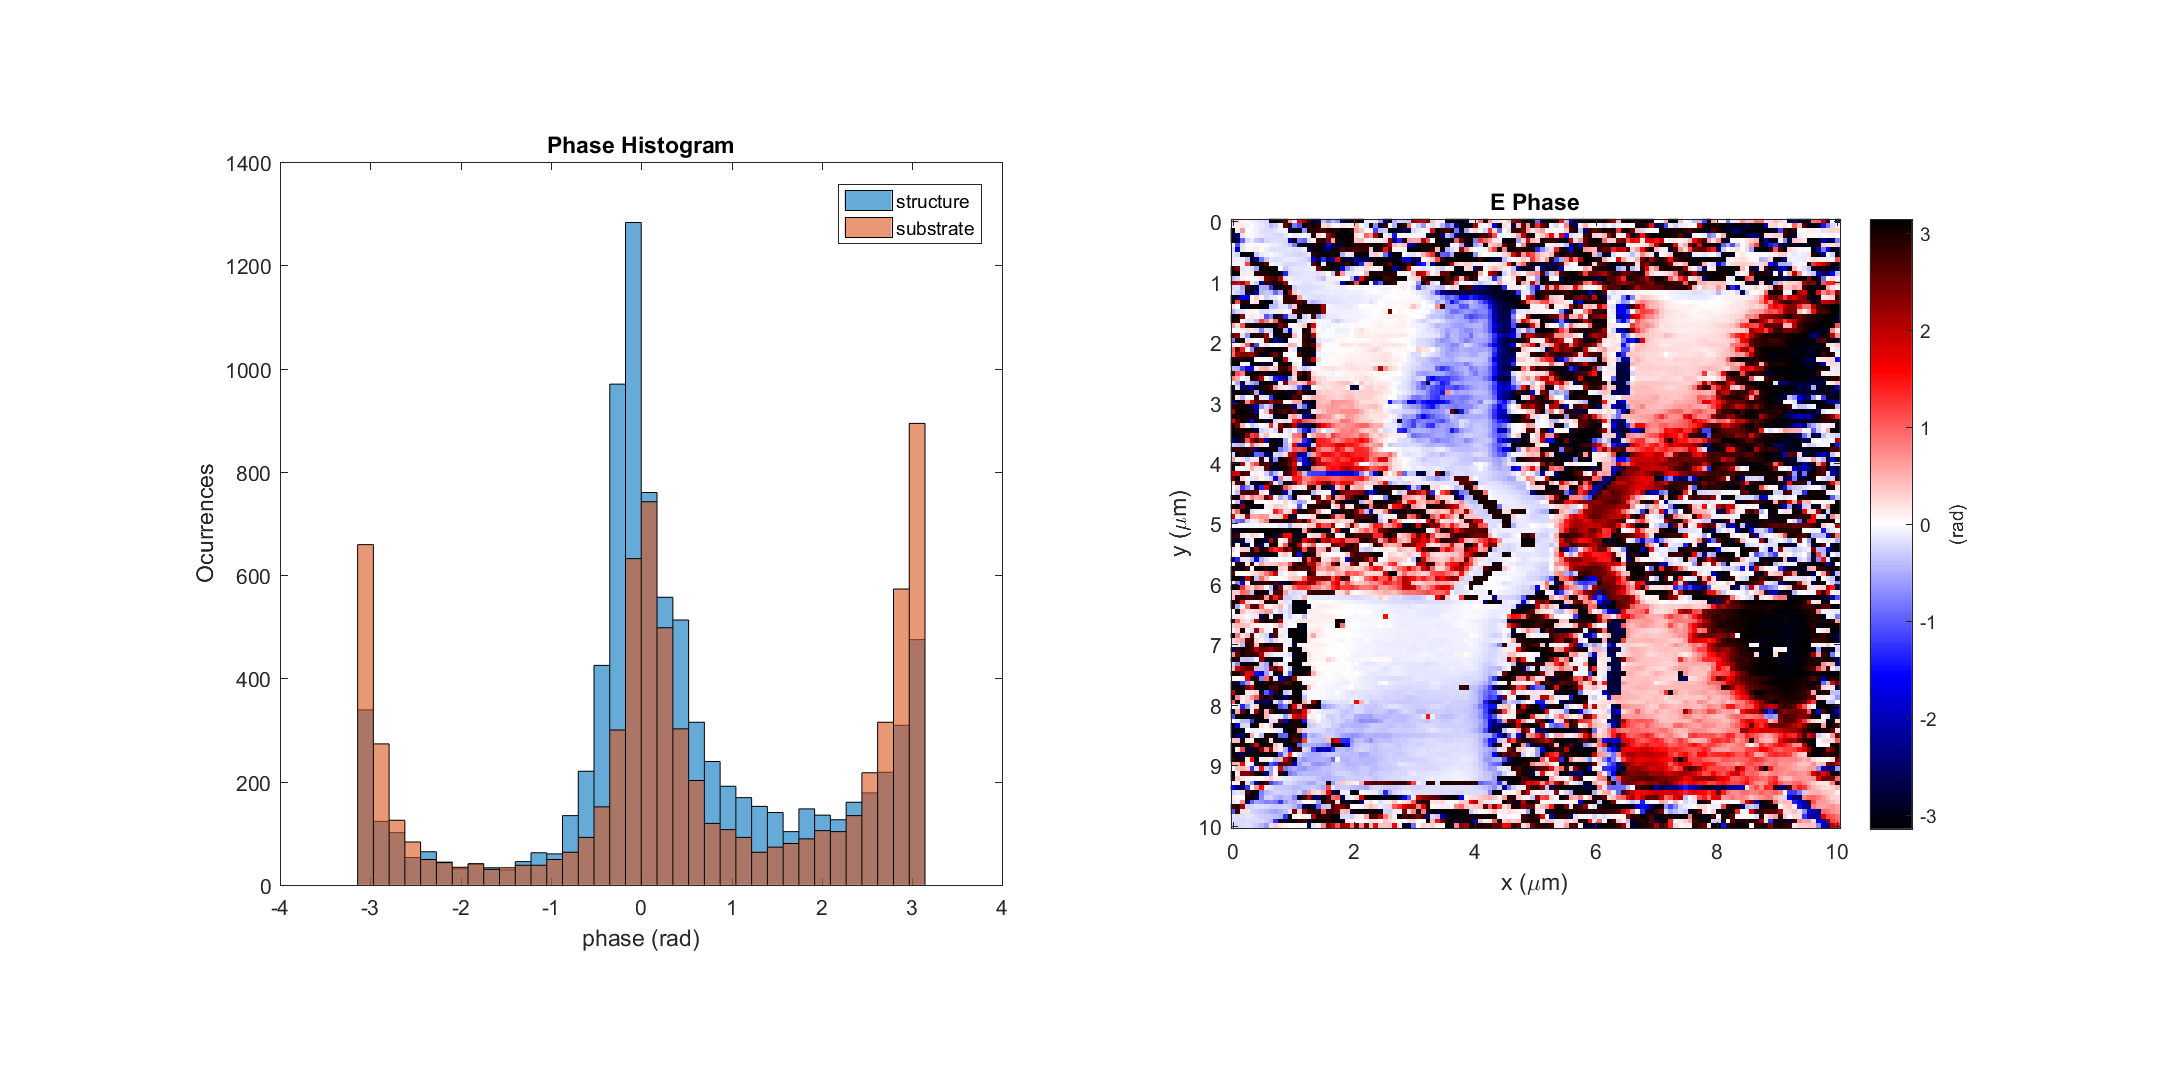 Phase Histogram
1400
1200
1000
800
600
400
200
0
Ocurrences
-4 -3 -2 -1 0 1 2 3 4
phase (rad)
structure
substrate
E Phase
0
1
2
3
4
5
6
7
8
9
10
y (μm)
0 2 4 6 8 10
x (μm)
3
2
1
0
-1
-2
-3
(rad)